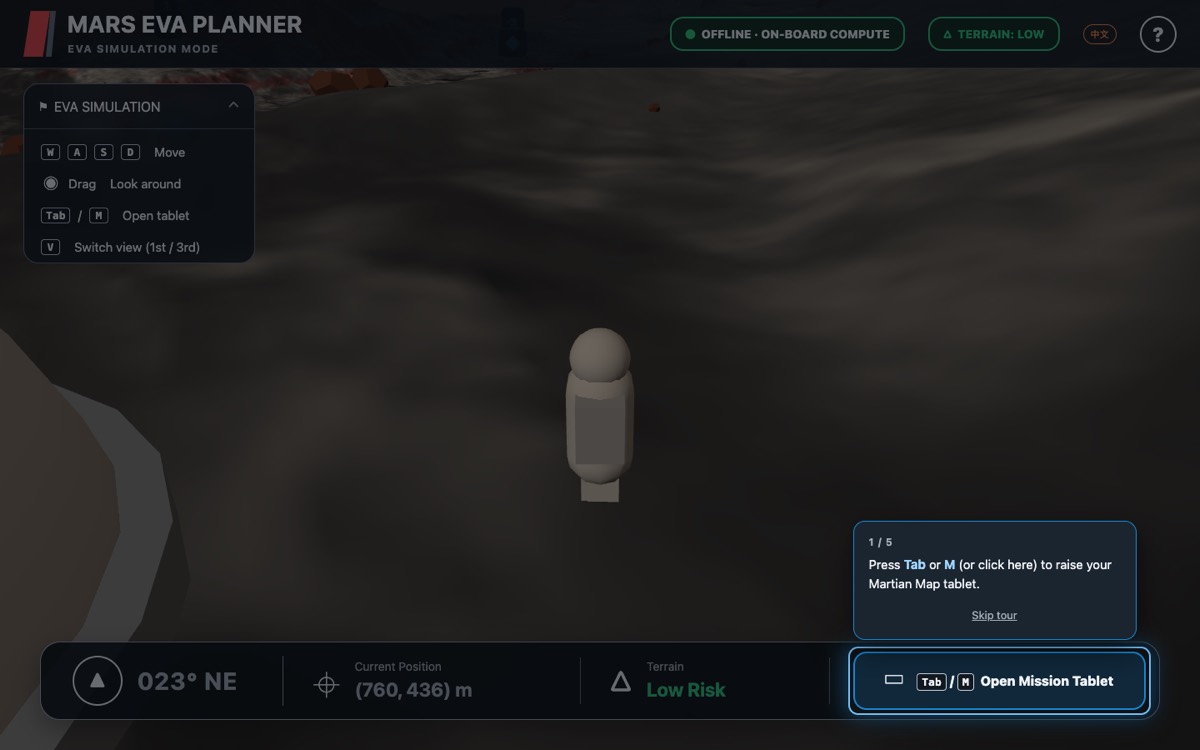 MARS EVA PLANNER
EVA SIMULATION MODE
OFFLINE · ON-BOARD COMPUTE
TERRAIN: LOW
中文
?
EVA SIMULATION
W A S D Move
Drag Look around
Tab / M Open tablet
V Switch view (1st / 3rd)
1 / 5
Press Tab or M (or click here) to raise your
Martian Map tablet.
Skip tour
023° NE
Current Position
(760, 436) m
Terrain
Low Risk
Tab / M Open Mission Tablet